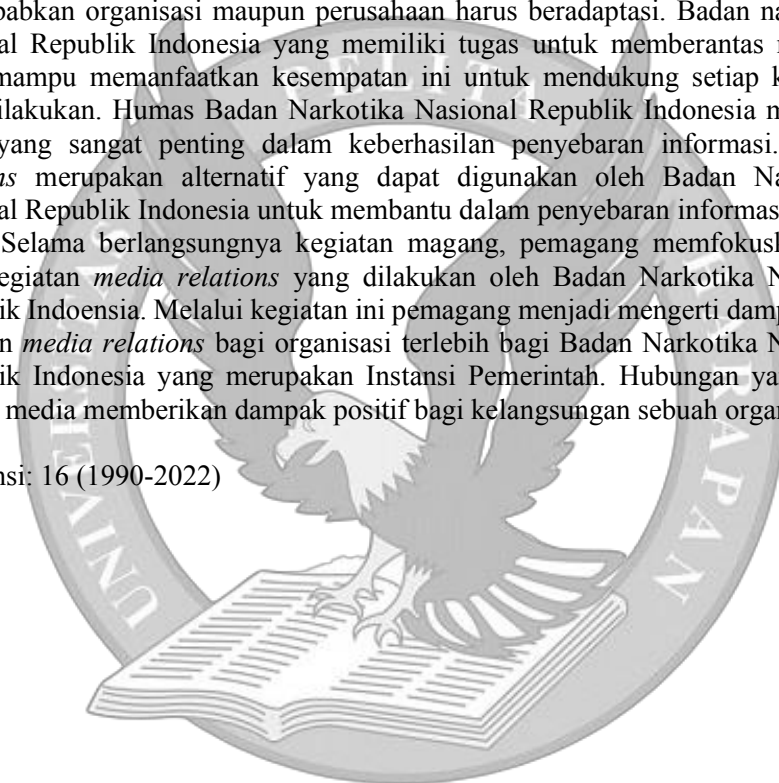 babkan organisasi maupun perusahaan harus beradaptasi. Badan na
al Republik Indonesia yang memiliki tugas untuk memberantas
mampu memanfaatkan kesempatan ini untuk mendukung setiap k
ilakukan. Humas Badan Narkotika Nasional Republik Indonesia m
yang sangat penting dalam keberhasilan penyebaran informasi.
ns merupakan alternatif yang dapat digunakan oleh Badan Na
al Republik Indonesia untuk membantu dalam penyebaran informas
Selama berlangsungnya kegiatan magang, pemagang memfokus
egiatan media relations yang dilakukan oleh Badan Narkotika N
ik Indoensia. Melalui kegiatan ini pemagang menjadi mengerti damp
n media relations bagi organisasi terlebih bagi Badan Narkotika N
ik Indonesia yang merupakan Instansi Pemerintah. Hubungan ya
media memberikan dampak positif bagi kelangsungan sebuah organ
nsi: 16 (1990-2022)
UNIVERSITAS PELITA HARAPAN